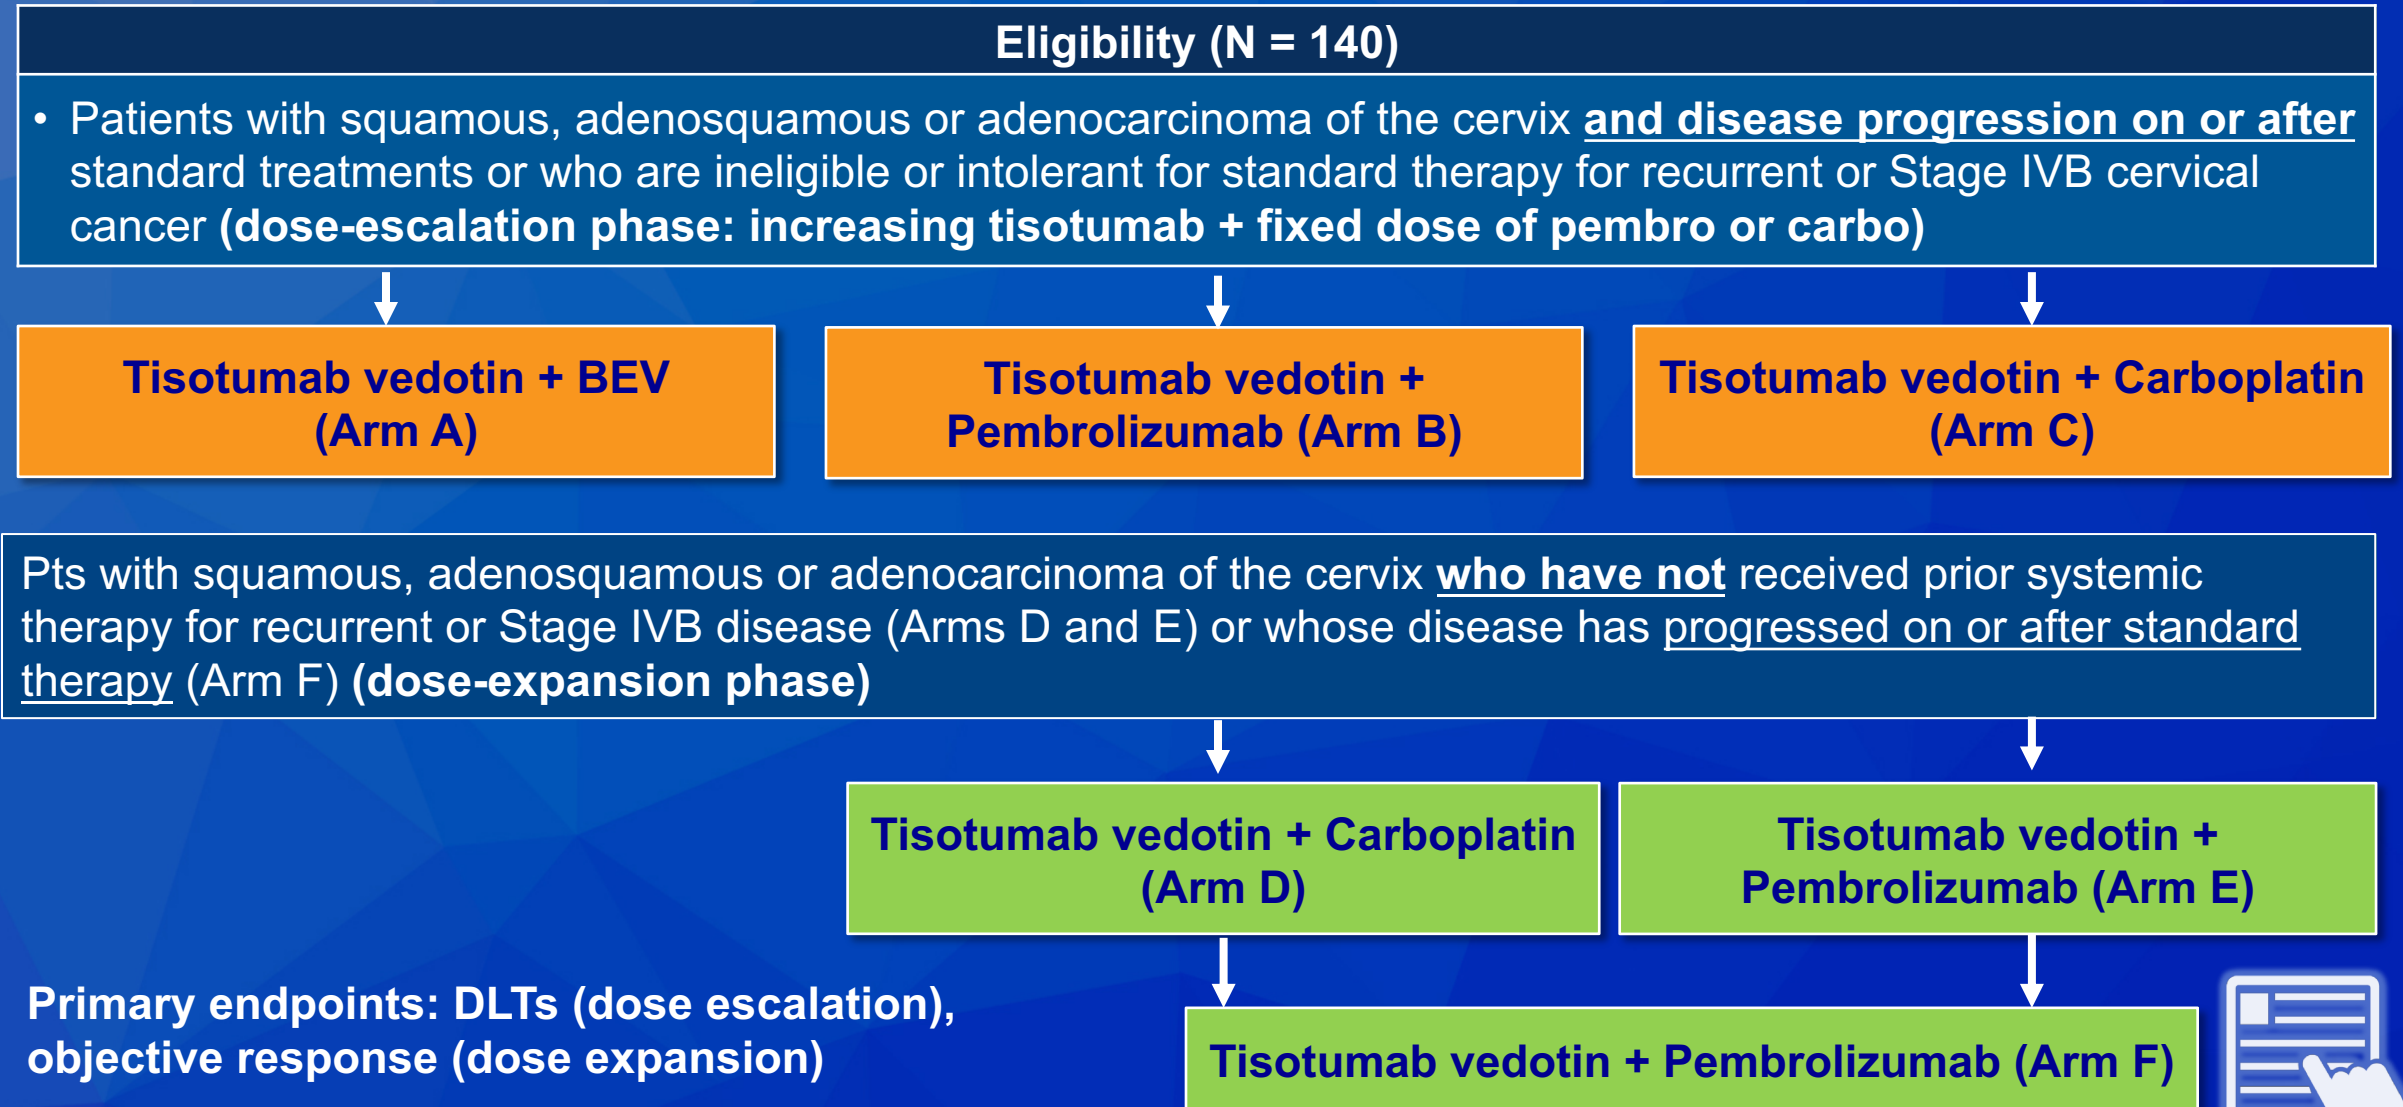 Eligibility (N = 140)
• Patients with squamous, adenosquamous or adenocarcinoma of the cervix and disease progression on or after
standard treatments or who are ineligible or intolerant for standard therapy for recurrent or Stage IVB cervical
cancer (dose-escalation phase: increasing tisotumab + fixed dose of pembro or carbo)
Tisotumab vedotin + BEV
(Arm A)
Tisotumab vedotin +
Pembrolizumab (Arm B)
Tisotumab vedotin + Carboplatin
(Arm C)
Pts with squamous, adenosquamous or adenocarcinoma of the cervix who have not received prior systemic
therapy for recurrent or Stage IVB disease (Arms D and E) or whose disease has progressed on or after standard
therapy (Arm F) (dose-expansion phase)
Tisotumab vedotin + Carboplatin
(Arm D)
Tisotumab vedotin +
Pembrolizumab (Arm E)
Primary endpoints: DLTs (dose escalation),
objective response (dose expansion)
Tisotumab vedotin + Pembrolizumab (Arm F)